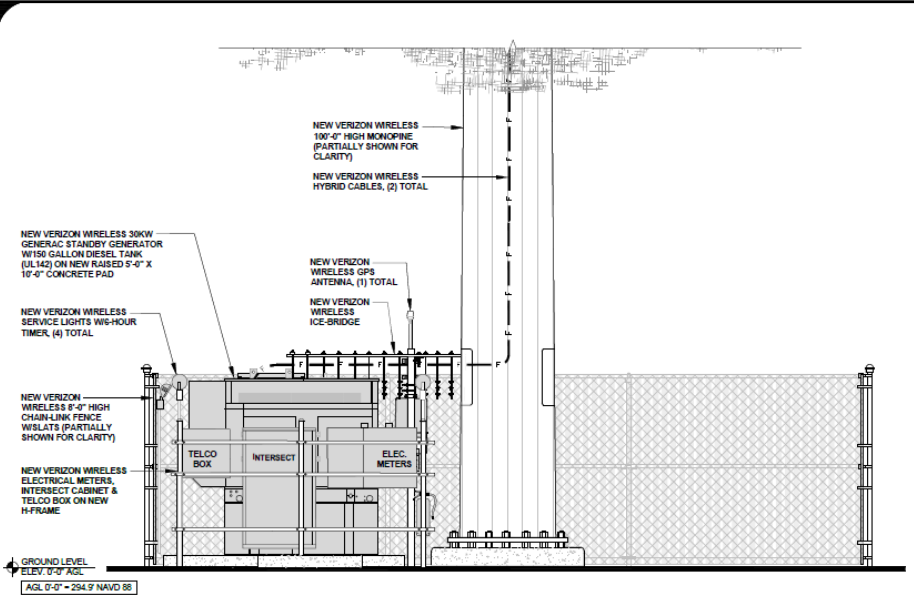 NEW VERIZON WIRELESS
100'-0" HIGH MONOPINE
(PARTIALLY SHOWN FOR
CLARITY)
NEW VERIZON WIRELESS
HYBRID CABLES, (2) TOTAL
NEW VERIZON WIRELESS 30KW
GENERAC STANDBY GENERATOR
W/150 GALLON DIESEL TANK
(UL142) ON NEW RAISED 5'-0" X
10'-0" CONCRETE PAD
NEW VERIZON
WIRELESS GPS
ANTENNA, (1) TOTAL
NEW VERIZON
WIRELESS
ICE-BRIDGE
NEW VERIZON WIRELESS
SERVICE LIGHTS W/6-HOUR
TIMER, (4) TOTAL
NEW VERIZON
WIRELESS 8'-0" HIGH
CHAIN-LINK FENCE
W/SLATS (PARTIALLY
SHOWN FOR CLARITY)
NEW VERIZON WIRELESS
ELECTRICAL METERS,
INTERSECT CABINET &
TELCO BOX ON NEW
H-FRAME
TELCO
BOX
INTERSECT
ELEC.
METERS
F
F
F
F
F
F
F
F
F
GROUND LEVEL
ELEV. 0'-0" AGL
AGL 0'-0" = 294.9' NAVD 88